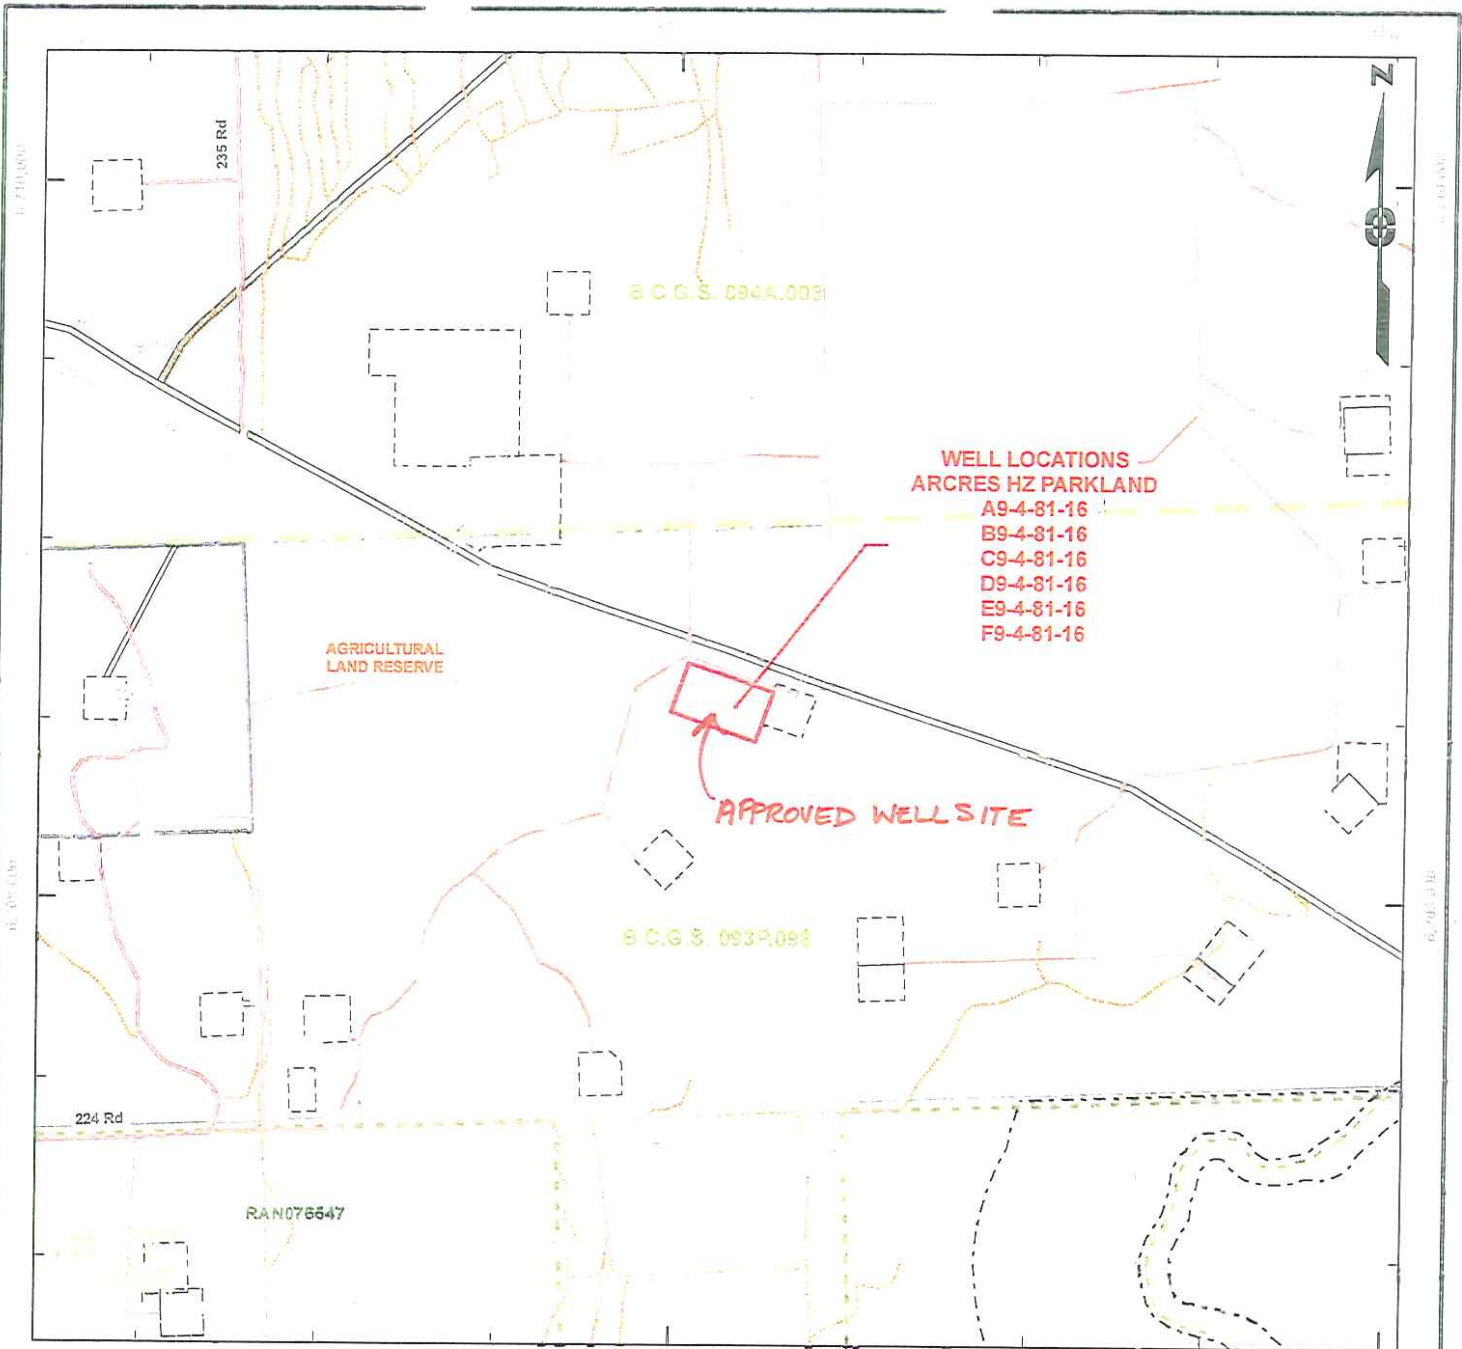 N
235 Rd
B.C.G.S. 094A.003
WELL LOCATIONS
ARCRES HZ PARKLAND
A9-4-81-16
B9-4-81-16
C9-4-81-16
D9-4-81-16
E9-4-81-16
F9-4-81-16
AGRICULTURAL
LAND RESERVE
APPROVED WELL SITE
B.C.G.S. 093P.098
224 Rd
RAN076647